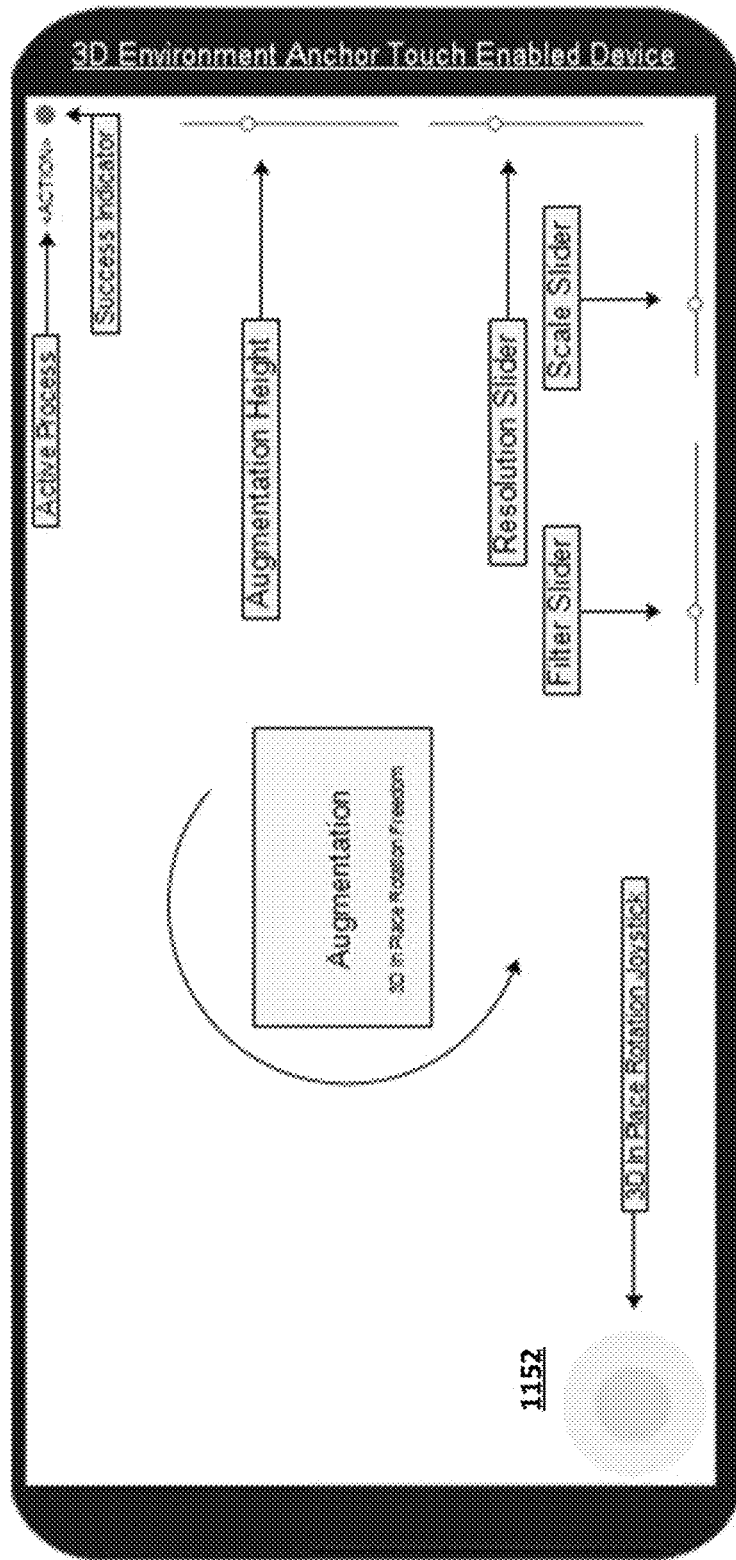 3D Environment Anchor Touch Enabled Device
Active Process
<ACTION>
Success Indicator
Augmentation Height
Resolution Slider
Scale Slider
Filter Slider
Augmentation
3D in Place Rotation Freedom
3D in Place Rotation Joystick
1152